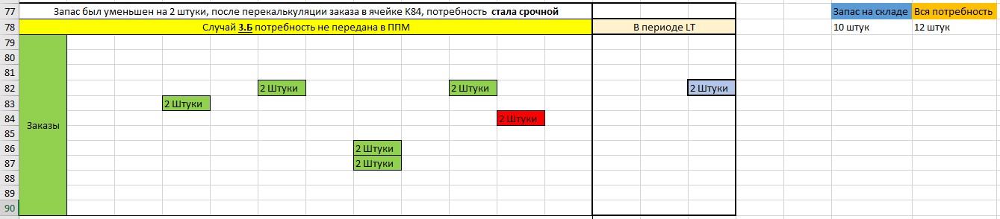 77 Запас был уменьшен на 2 штуки, после перекалькуляции заказа в ячейке K84, потребность стала срочной Запас на складе Вся потребность
78 Случай 3.Б потребность не передана в ППМ В периоде LT 10 штук 12 штук
79
80
81
82 2 Штуки 2 Штуки 2 Штуки
83 2 Штуки
84 Заказы 2 Штуки
85
86 2 Штуки
87 2 Штуки
88
89
90